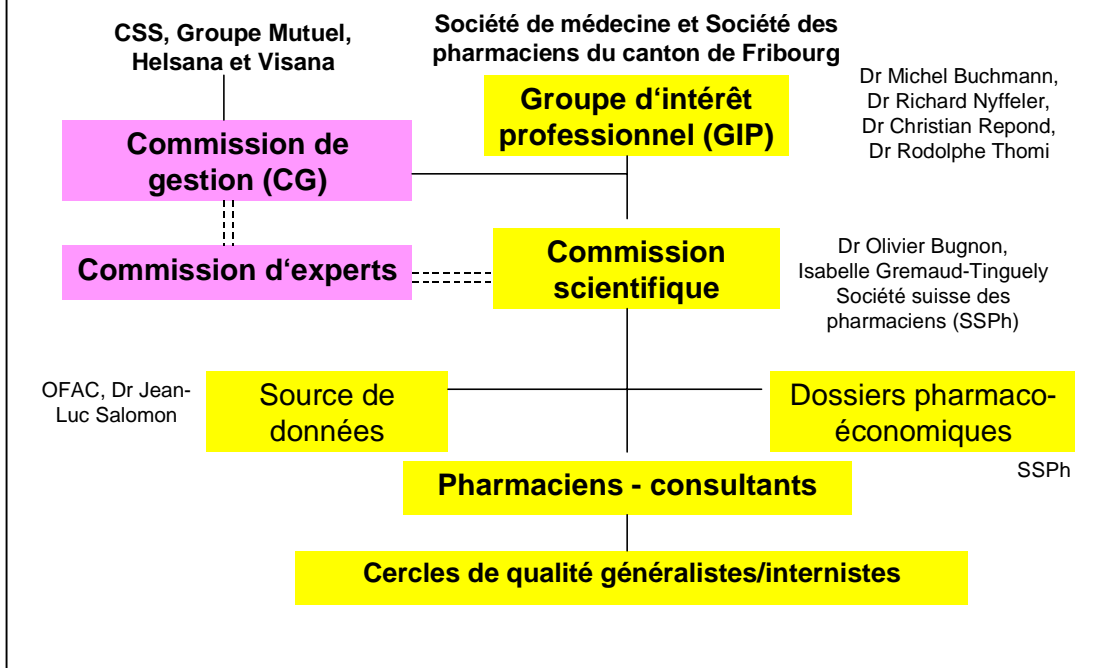 CSS, Groupe Mutuel,
Helsana et Visana
Société de médecine et Société des
pharmaciens du canton de Fribourg
Groupe d‘intérêt
professionnel (GIP)
Dr Michel Buchmann,
Dr Richard Nyffeler,
Dr Christian Repond,
Dr Rodolphe Thomi
Commission de
gestion (CG)
Commission d‘experts
Commission
scientifique
Dr Olivier Bugnon,
Isabelle Gremaud-Tinguely
Société suisse des
pharmaciens (SSPh)
OFAC, Dr Jean-
Luc Salomon
Source de
données
Dossiers pharmaco-
économiques
SSPh
Pharmaciens - consultants
Cercles de qualité généralistes/internistes